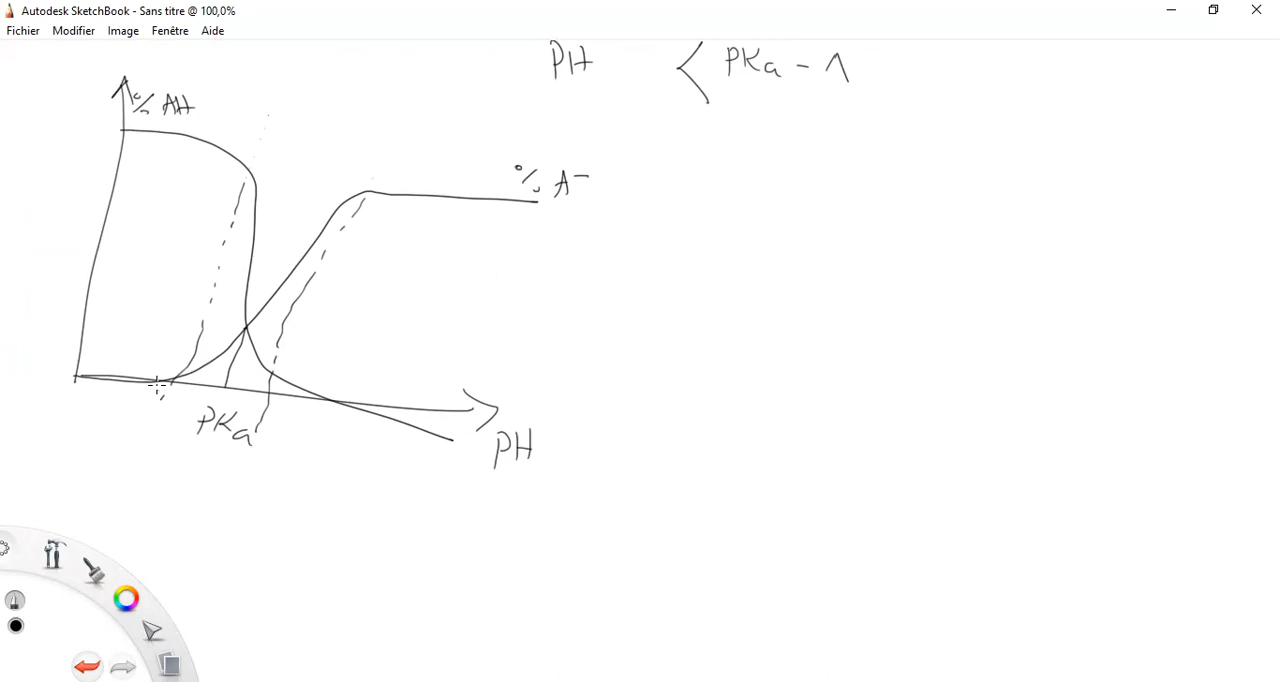 Autodesk SketchBook - Sans titre @ 100,0%
Fichier Modifier Image Fenêtre Aide
PH < PKa - 1
% AH
% A-
PKa
PH